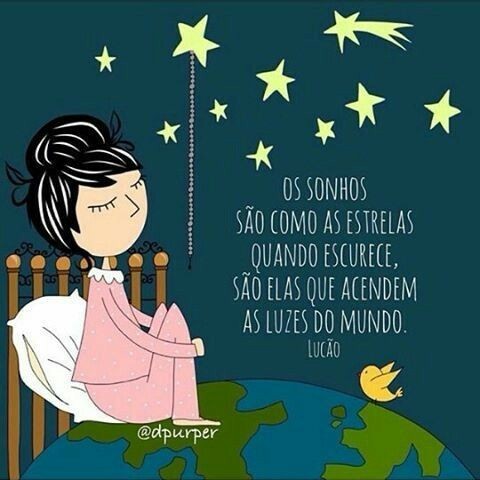 OS SONHOS
SÃO COMO AS ESTRELAS
QUANDO ESCURECE,
SÃO ELAS QUE ACENDEM
AS LUZES DO MUNDO.
LUCÃO
@dpurper